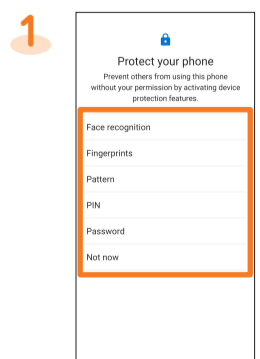 1
Protect your phone
Prevent others from using this phone
without your permission by activating device
protection features.
Face recognition
Fingerprints
Pattern
PIN
Password
Not now